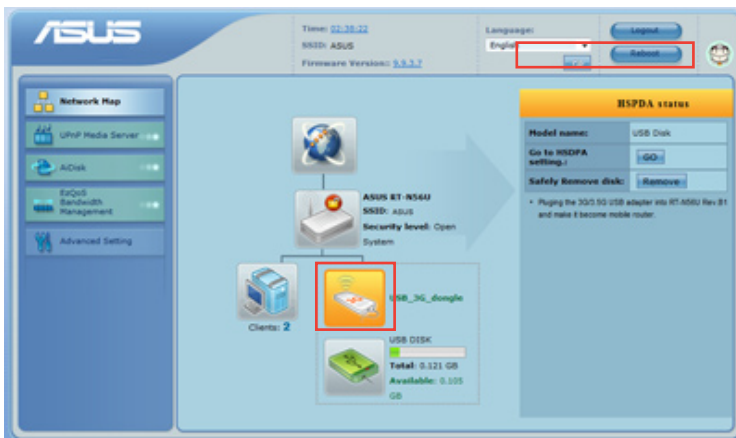 ASUS
Time: 02:38:22
SSID: ASUS
Firmware Version: 9.9.3.7
Language:
English
Logout
Reboot
Network Map
UPnP Media Server
AiDisk
EzQoS
Bandwidth
Management
Advanced Setting
ASUS RT-N56U
SSID: ASUS
Security level: Open
System
Clients: 2
USB_3G_dongle
USB DISK
Total: 0.121 GB
Available: 0.105
GB
HSPDA status
Model name: USB Disk
Go to HSDPA
setting.: GO
Safely Remove disk: Remove
• Pluging the 3G/3.5G USB adapter into RT-N56U Rev.B1
and make it become mobile router.